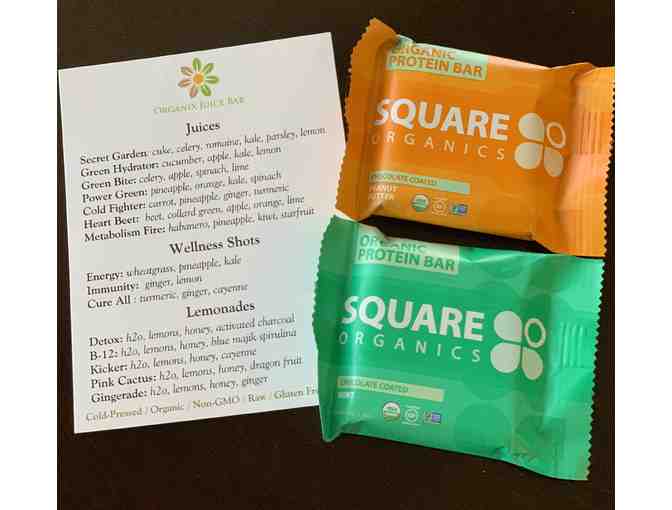 ORGANIX JUICE BAR
Juices
Secret Garden: cuke, celery, romaine, kale, parsley, lemon
Green Hydrator: cucumber, apple, kale, lemon
Green Bite: celery, apple, spinach, lime
Power Green: pineapple, orange, kale, spinach
Cold Fighter: carrot, pineapple, ginger, turmeric
Heart Beet: beet, collard green, apple, orange, lime
Metabolism Fire: habanero, pineapple, kiwi, starfruit
Wellness Shots
Energy: wheatgrass, pineapple, kale
Immunity: ginger, lemon
Cure All : turmeric, ginger, cayenne
Lemonades
Detox: h2o, lemons, honey, activated charcoal
B-12: h2o, lemons, honey, blue majik spirulina
Kicker: h2o, lemons, honey, cayenne
Pink Cactus: h2o, lemons, honey, dragon fruit
Gingerade: h2o, lemons, honey, ginger
Cold-Pressed / Organic / Non-GMO / Raw / Gluten
ORGANIC
PROTEIN BAR
SQUARE
ORGANICS
CHOCOLATE COATED
PEANUT
BUTTER
ORGANIC
PROTEIN BAR
SQUARE
ORGANICS
CHOCOLATE COATED
MINT